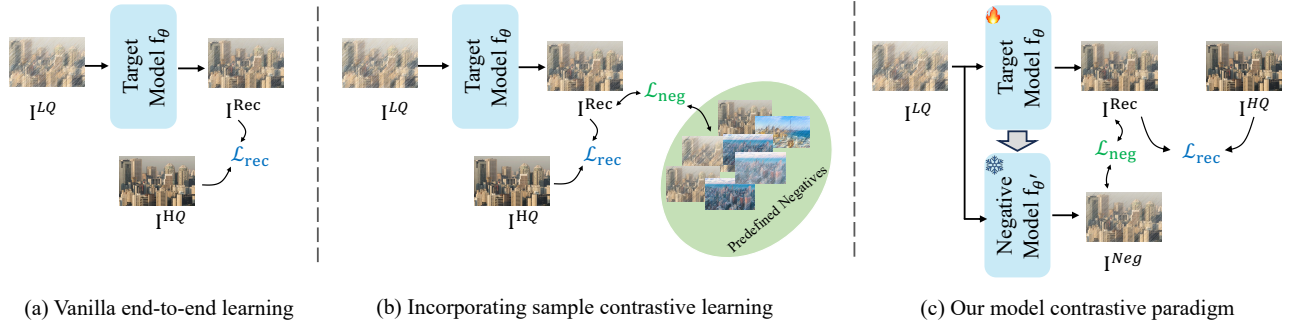 Target
Model f_θ
I^LQ
I^Rec
ℒ_rec
I^HQ
(a) Vanilla end-to-end learning
Target
Model f_θ
I^LQ
I^Rec
ℒ_neg
ℒ_rec
I^HQ
Predefined Negatives
(b) Incorporating sample contrastive learning
Target
Model f_θ
I^LQ
I^Rec
I^HQ
ℒ_neg
ℒ_rec
Negative
Model f_θ′
I^Neg
(c) Our model contrastive paradigm